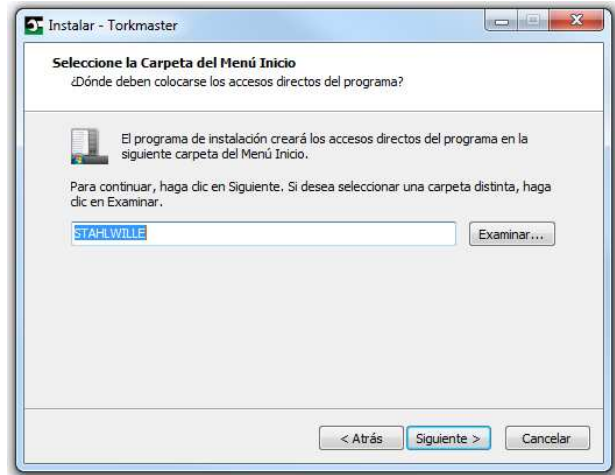 Instalar - Torkmaster
Seleccione la Carpeta del Menú Inicio
¿Dónde deben colocarse los accesos directos del programa?
El programa de instalación creará los accesos directos del programa en la
siguiente carpeta del Menú Inicio.
Para continuar, haga clic en Siguiente. Si desea seleccionar una carpeta distinta, haga
clic en Examinar.
STAHLWILLE
Examinar...
< Atrás
Siguiente >
Cancelar